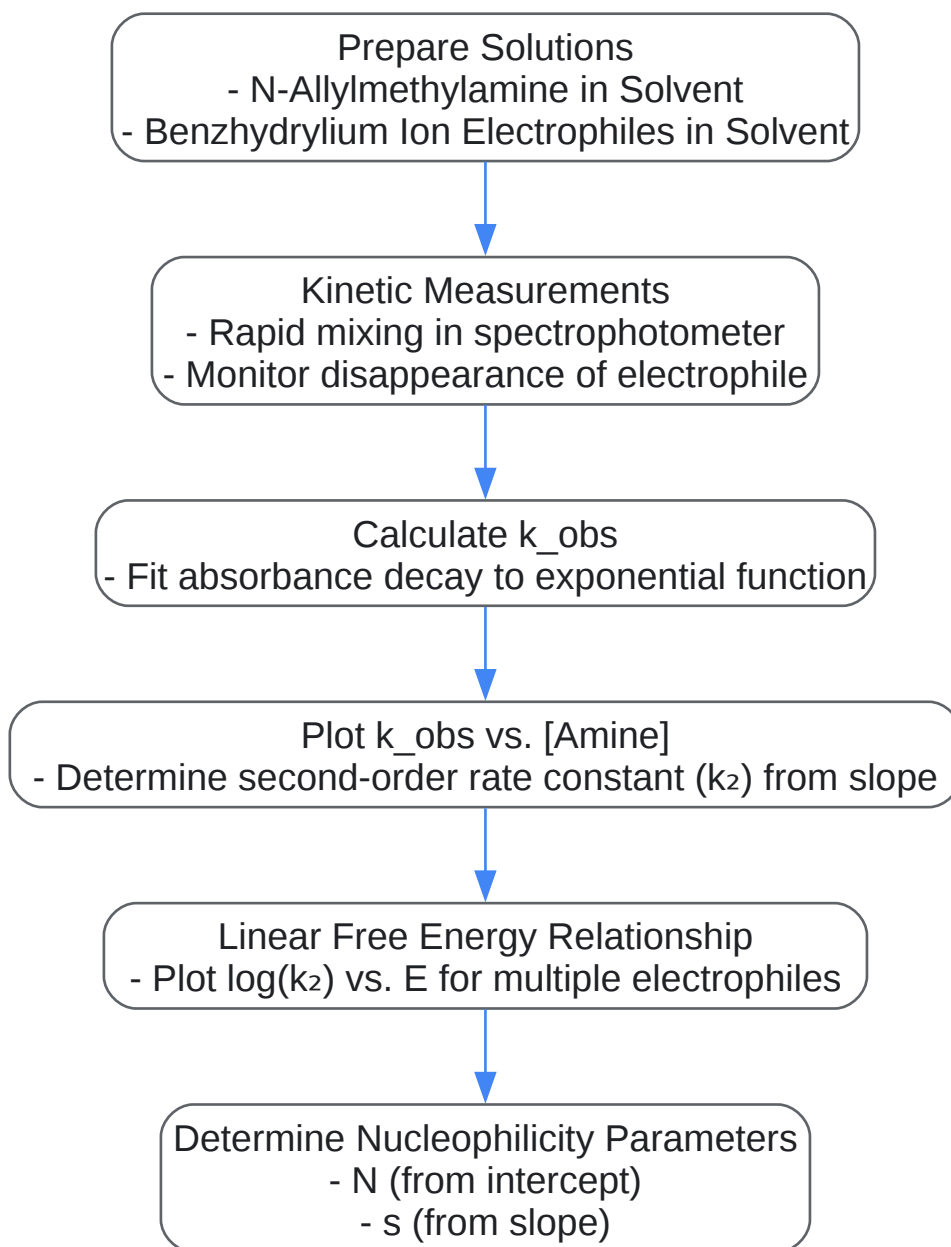 Prepare Solutions
- N-Allylmethylamine in Solvent
- Benzhydrylium Ion Electrophiles in Solvent
Kinetic Measurements
- Rapid mixing in spectrophotometer
- Monitor disappearance of electrophile
Calculate k_obs
- Fit absorbance decay to exponential function
Plot k_obs vs. [Amine]
- Determine second-order rate constant (k₂) from slope
Linear Free Energy Relationship
- Plot log(k₂) vs. E for multiple electrophiles
Determine Nucleophilicity Parameters
- N (from intercept)
- s (from slope)